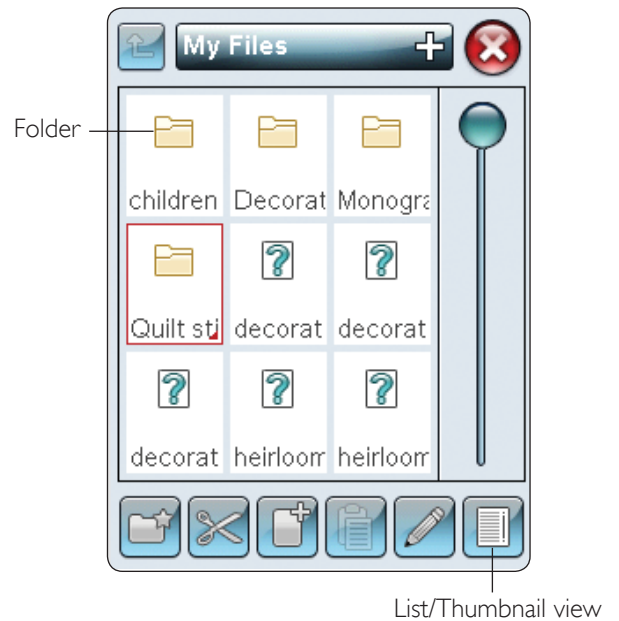 My Files
Folder
children Decorat Monogra
Quilt sti decorat decorat
decorat heirloom heirloom
List/Thumbnail view